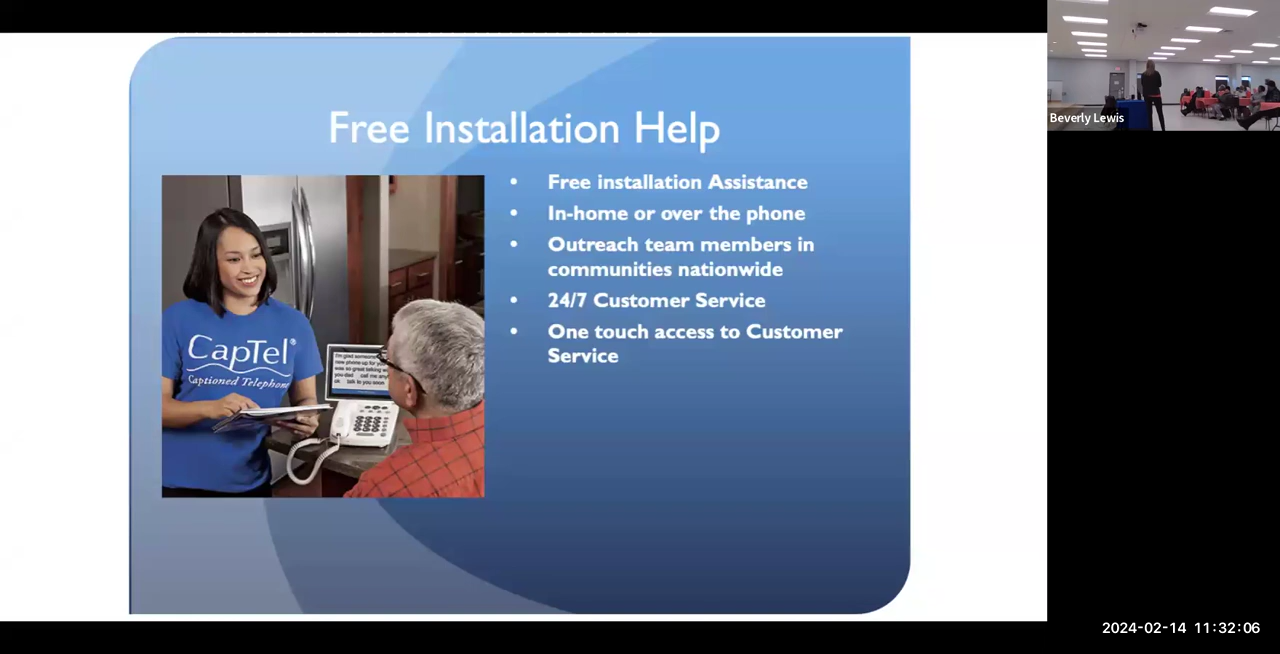 Free Installation Help
• Free installation Assistance
• In-home or over the phone
• Outreach team members in
communities nationwide
• 24/7 Customer Service
• One touch access to Customer
Service
CapTel®
Captioned Telephone
Beverly Lewis
2024-02-14 11:32:06